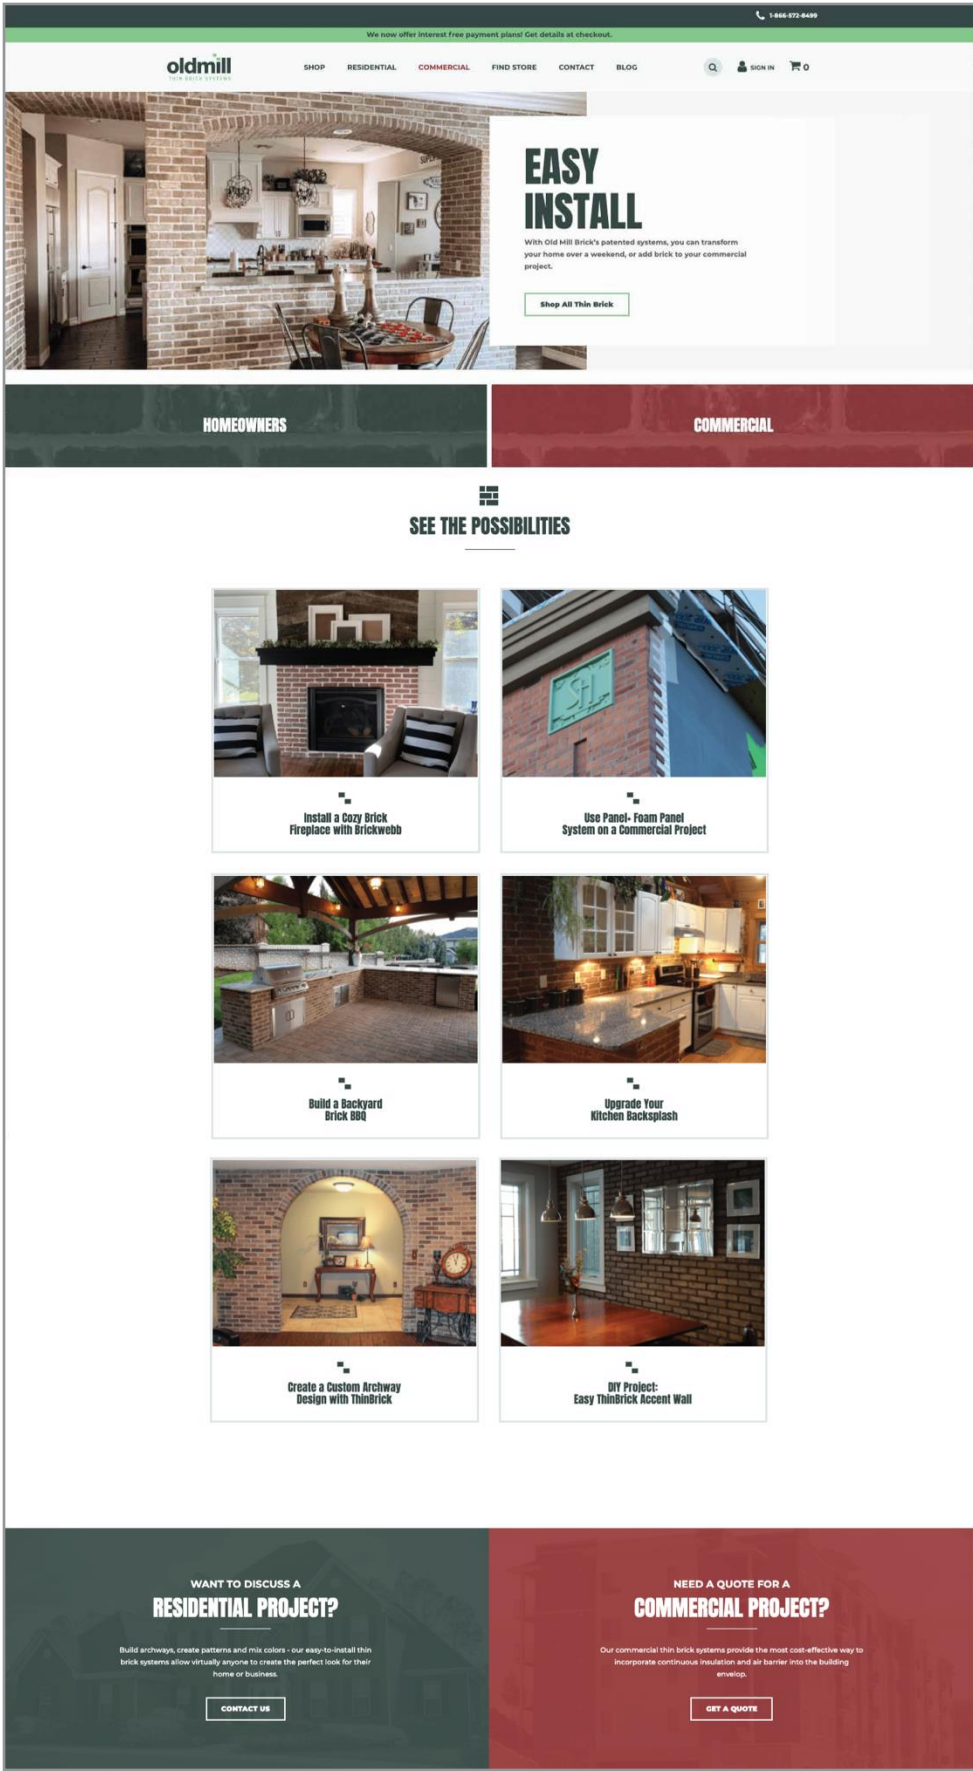 1-866-572-8499
We now offer interest free payment plans! Get details at checkout.
oldmill
THIN BRICK SYSTEMS
SHOP RESIDENTIAL COMMERCIAL FIND STORE CONTACT BLOG SIGN IN 0
EASY
INSTALL
With Old Mill Brick's patented systems, you can transform
your home over a weekend, or add brick to your commercial
project.
Shop All Thin Brick
HOMEOWNERS
COMMERCIAL
SEE THE POSSIBILITIES
SH
Install a Cozy Brick
Fireplace with Brickwebb
Use Panel+ Foam Panel
System on a Commercial Project
Build a Backyard
Brick BBQ
Upgrade Your
Kitchen Backsplash
Create a Custom Archway
Design with ThinBrick
DIY Project:
Easy ThinBrick Accent Wall
WANT TO DISCUSS A
RESIDENTIAL PROJECT?
Build archways, create patterns and mix colors - our easy-to-install thin
brick systems allow virtually anyone to create the perfect look for their
home or business.
CONTACT US
NEED A QUOTE FOR A
COMMERCIAL PROJECT?
Our commercial thin brick systems provide the most cost-effective way to
incorporate continuous insulation and air barrier into the building
envelop.
GET A QUOTE